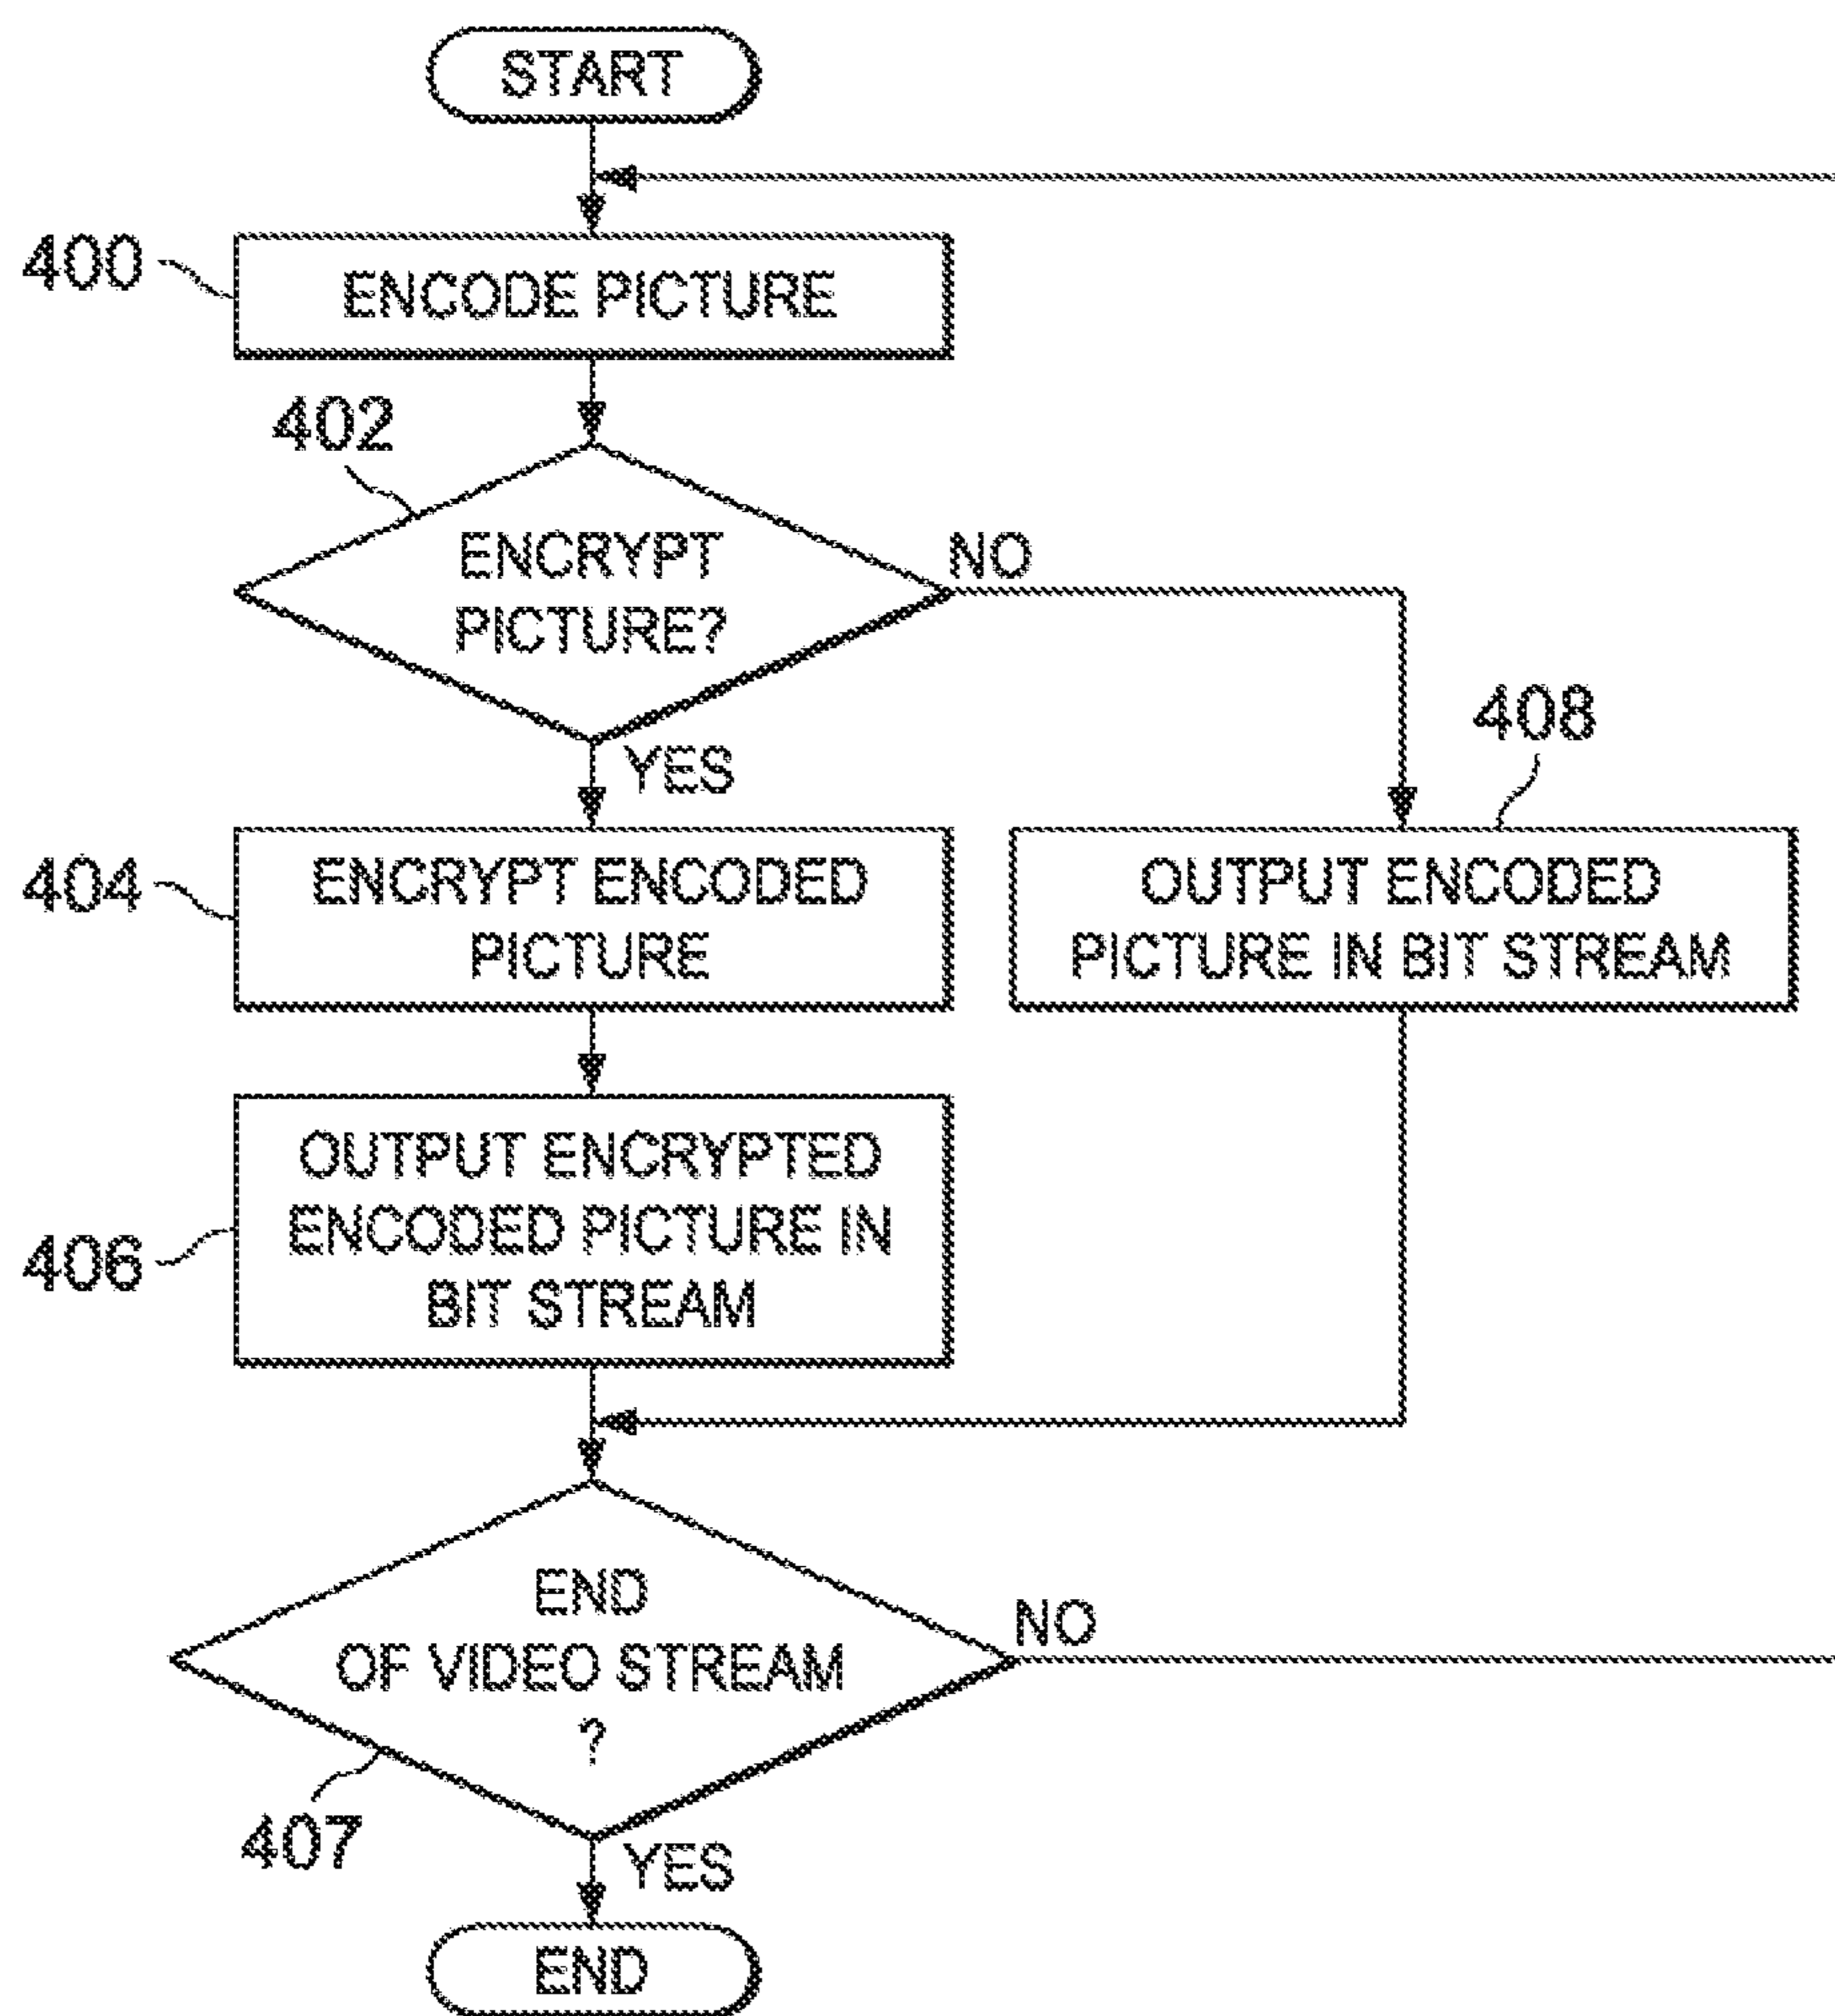 START
400
ENCODE PICTURE
402
ENCRYPT
PICTURE?
NO
YES
408
404
ENCRYPT ENCODED
PICTURE
OUTPUT ENCODED
PICTURE IN BIT STREAM
406
OUTPUT ENCRYPTED
ENCODED PICTURE IN
BIT STREAM
END
OF VIDEO STREAM
?
NO
407
YES
END